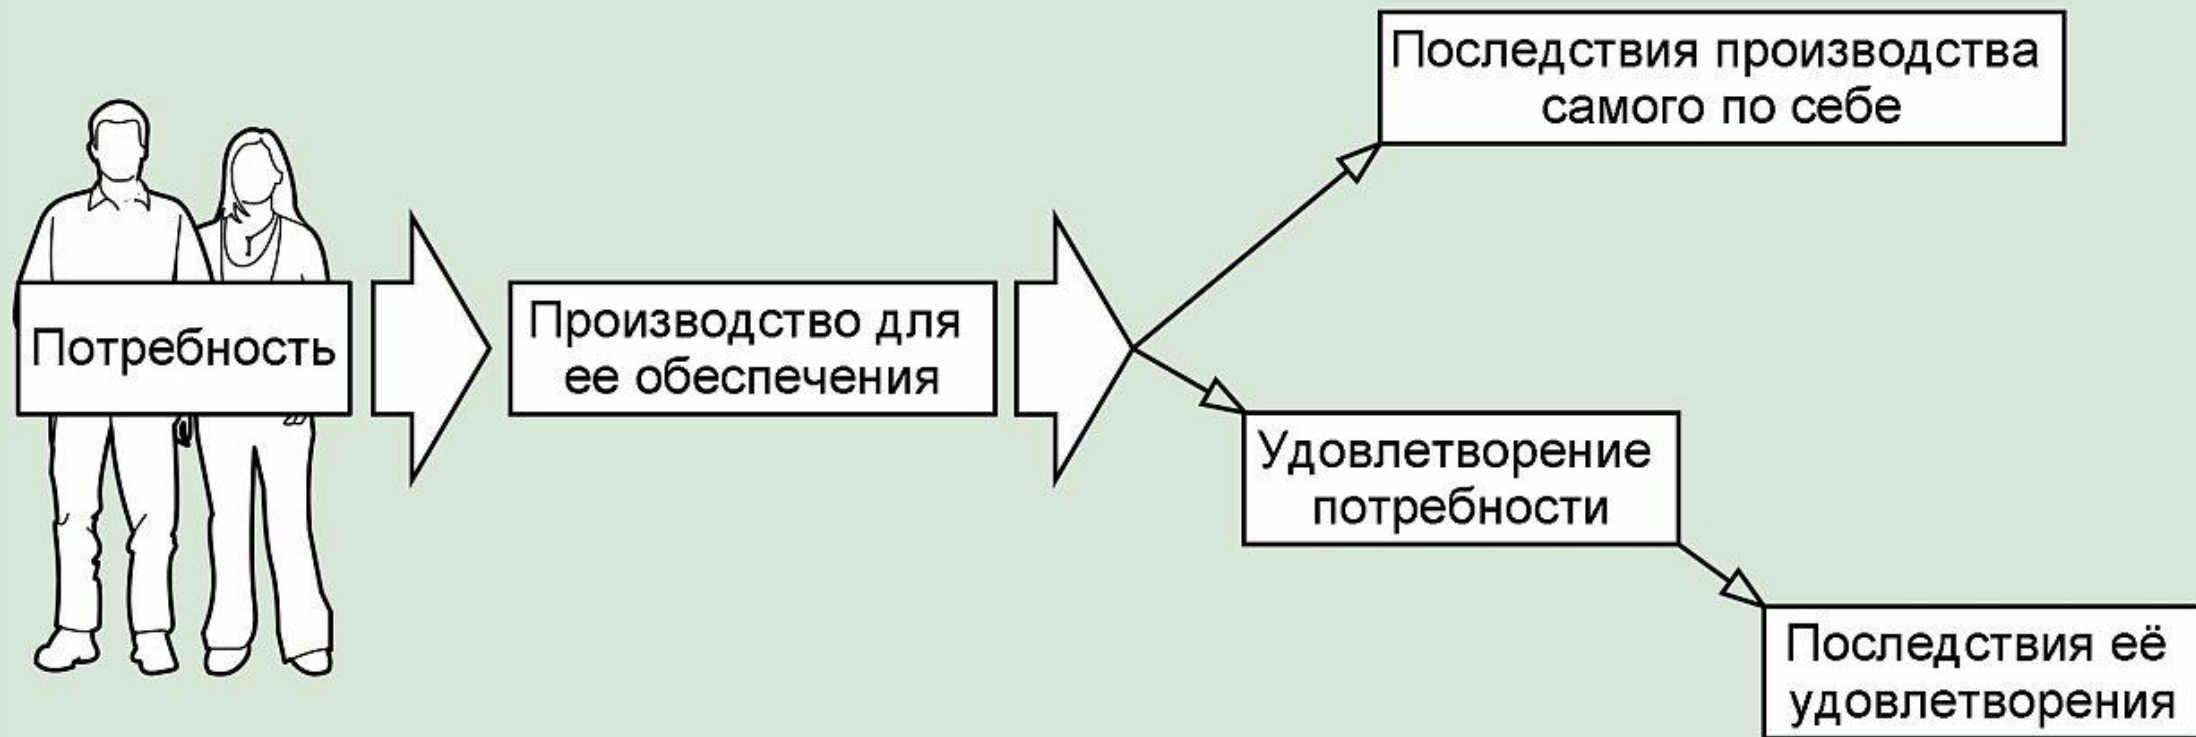 Потребность
Производство для
ее обеспечения
Последствия производства
самого по себе
Удовлетворение
потребности
Последствия её
удовлетворения